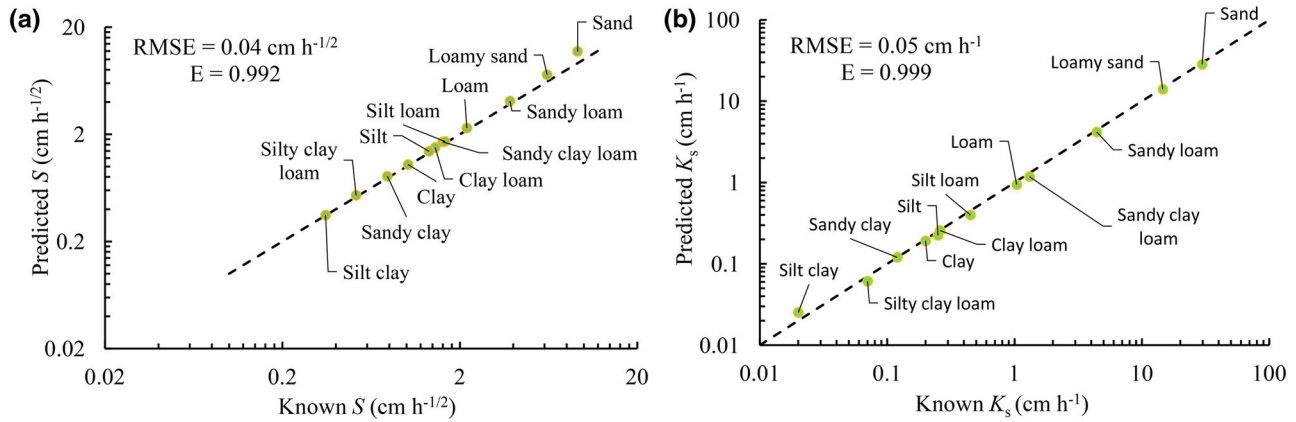 (a)
RMSE = 0.04 cm h-1/2
E = 0.992
Predicted S (cm h-1/2)
20
2
0.2
0.02
Sand
Loamy sand
Loam
Silt loam
Sandy loam
Silt
Silty clay
loam
Sandy clay loam
Clay loam
Clay
Sandy clay
Silt clay
0.02
0.2
2
20
Known S (cm h-1/2)
(b)
RMSE = 0.05 cm h-1
E = 0.999
Predicted Ks (cm h-1)
100
10
1
0.1
0.01
Sand
Loamy sand
Loam
Sandy loam
Silt loam
Silt
Sandy clay
Sandy clay
loam
Clay loam
Clay
Silt clay
Silty clay loam
0.01
0.1
1
10
100
Known Ks (cm h-1)